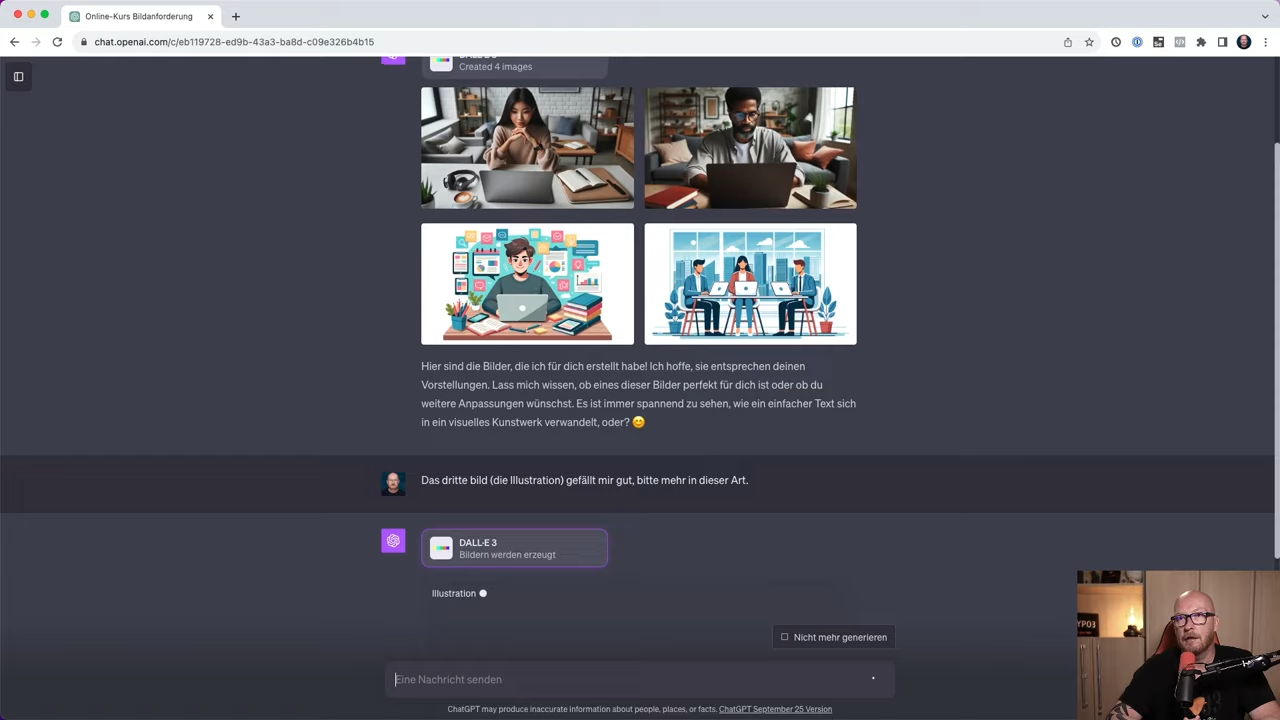 Online-Kurs Bildanforderung
chat.openai.com/c/eb119728-ed9b-43a3-ba8d-c09e326b4b15
Created 4 images
Hier sind die Bilder, die ich für dich erstellt habe! Ich hoffe, sie entsprechen deinen
Vorstellungen. Lass mich wissen, ob eines dieser Bilder perfekt für dich ist oder ob du
weitere Anpassungen wünschst. Es ist immer spannend zu sehen, wie ein einfacher Text sich
in ein visuelles Kunstwerk verwandelt, oder? 😊
Das dritte bild (die Illustration) gefällt mir gut, bitte mehr in dieser Art.
DALL·E 3
Bildern werden erzeugt
Illustration
Nicht mehr generieren
Eine Nachricht senden
ChatGPT may produce inaccurate information about people, places, or facts. ChatGPT September 25 Version
YPO3